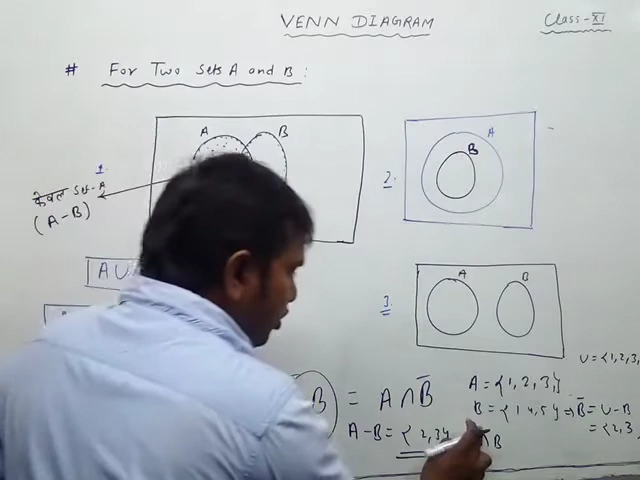 VENN DIAGRAM
Class-XI
# For Two Sets A and B :
1.
A B
केवल Set-A
(A-B)
A U
2.
A
B
3.
A B
U = {1,2,3,
A = {1,2,3}
B = {1 4,5} ⇒ B̅ = U-B
= {2,3
B = A ∩ B̅
A-B = {2,3}
B